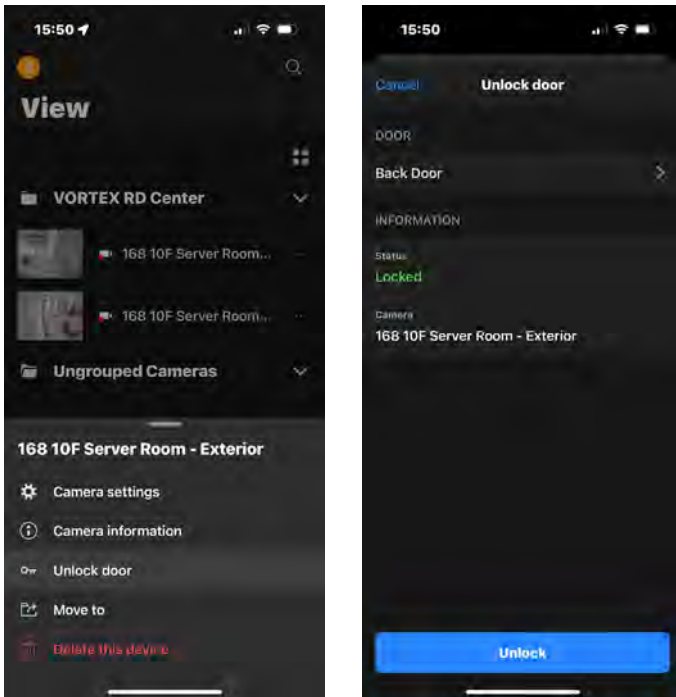 15:50
View
VORTEX RD Center
168 10F Server Room...
168 10F Server Room...
Ungrouped Cameras
168 10F Server Room - Exterior
Camera settings
Camera information
Unlock door
Move to
Delete this device
15:50
Cancel
Unlock door
DOOR
Back Door
INFORMATION
Status
Locked
Camera
168 10F Server Room - Exterior
Unlock